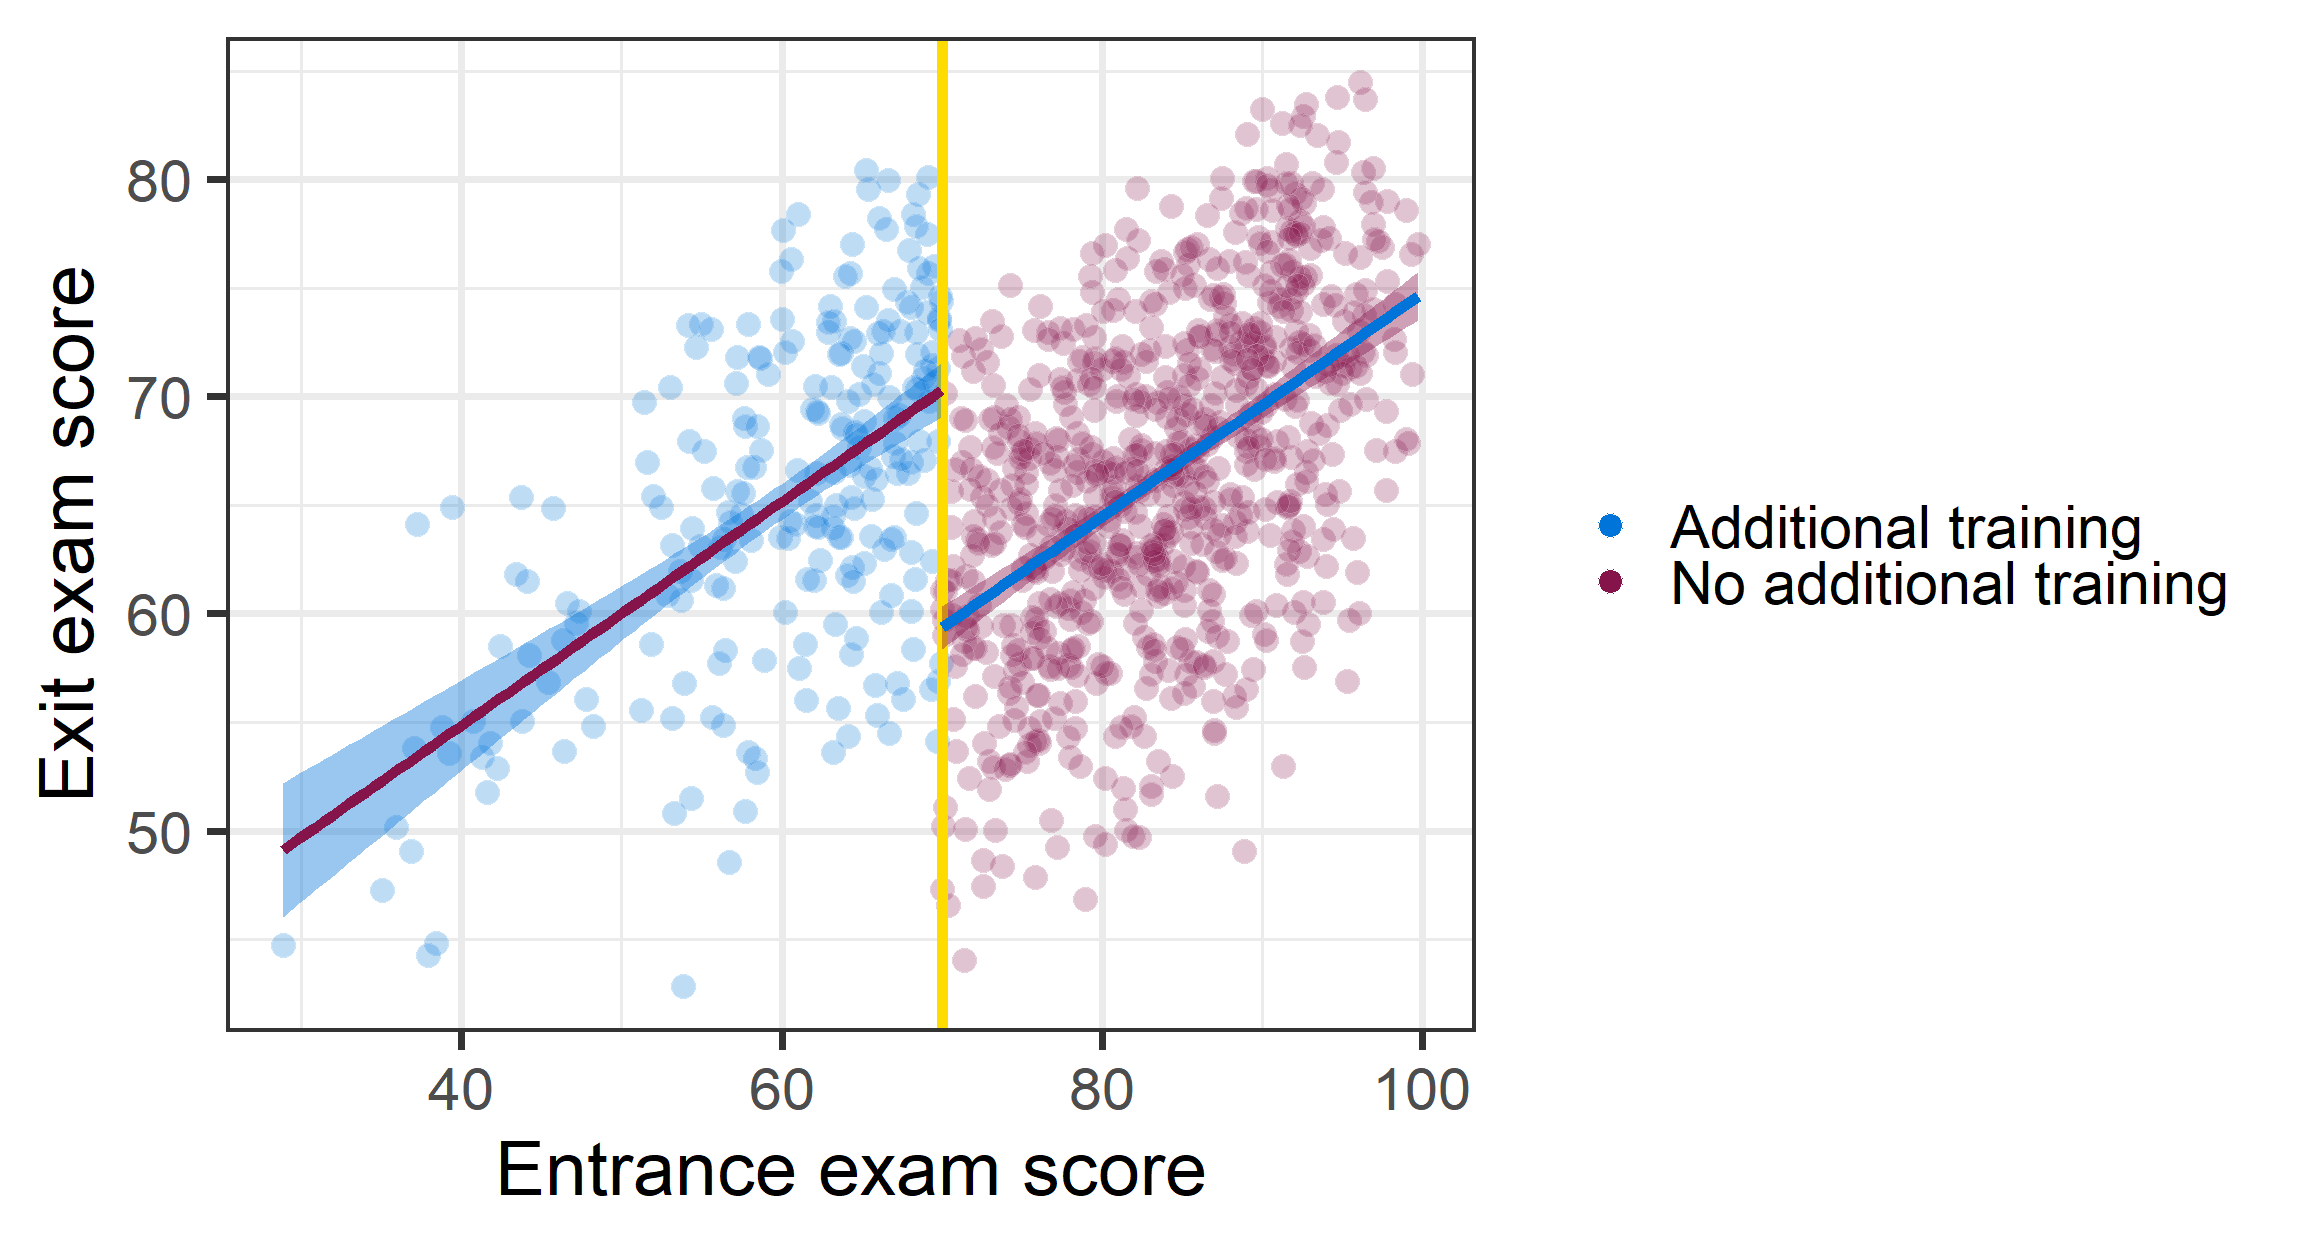 Exit exam score
80
70
60
50
40 60 80 100
Entrance exam score
Additional training
No additional training